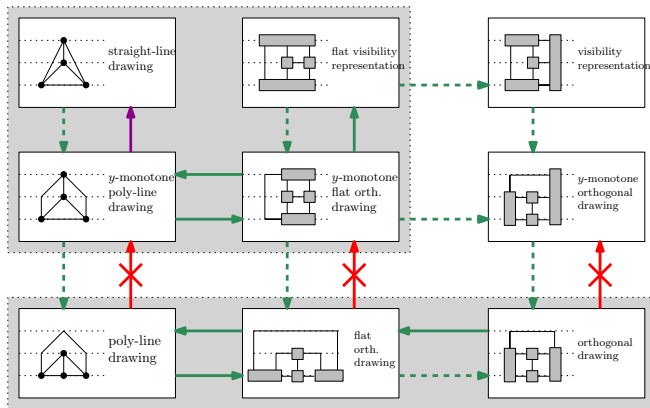 straight-line
drawing
flat visibility
representation
visibility
representation
y-monotone
poly-line
drawing
y-monotone
flat orth.
drawing
y-monotone
orthogonal
drawing
poly-line
drawing
flat
orth.
drawing
orthogonal
drawing